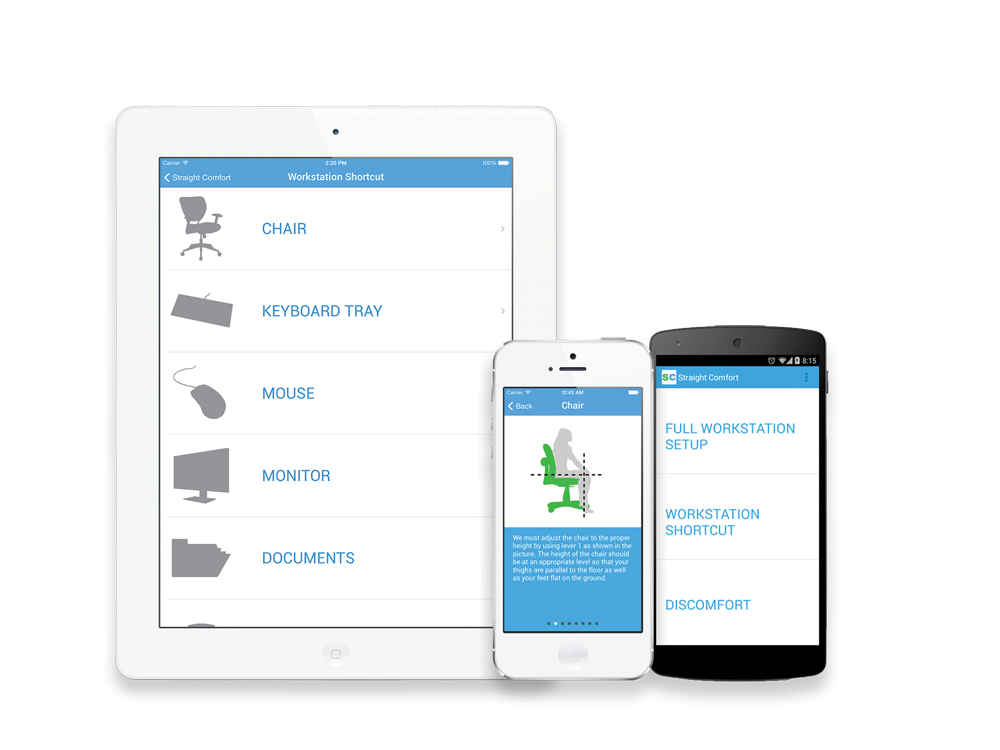 Carrier 2:20 PM 100%
Straight Comfort Workstation Shortcut
CHAIR
KEYBOARD TRAY
MOUSE
MONITOR
DOCUMENTS
Carrier 12:43 AM
Back Chair
We must adjust the chair to the proper
height by using lever 1 as shown in the
picture. The height of the chair should
be at an appropriate level so that your
thighs are parallel to the floor as well
as your feet flat on the ground.
8:15
SC Straight Comfort
FULL WORKSTATION
SETUP
WORKSTATION
SHORTCUT
DISCOMFORT